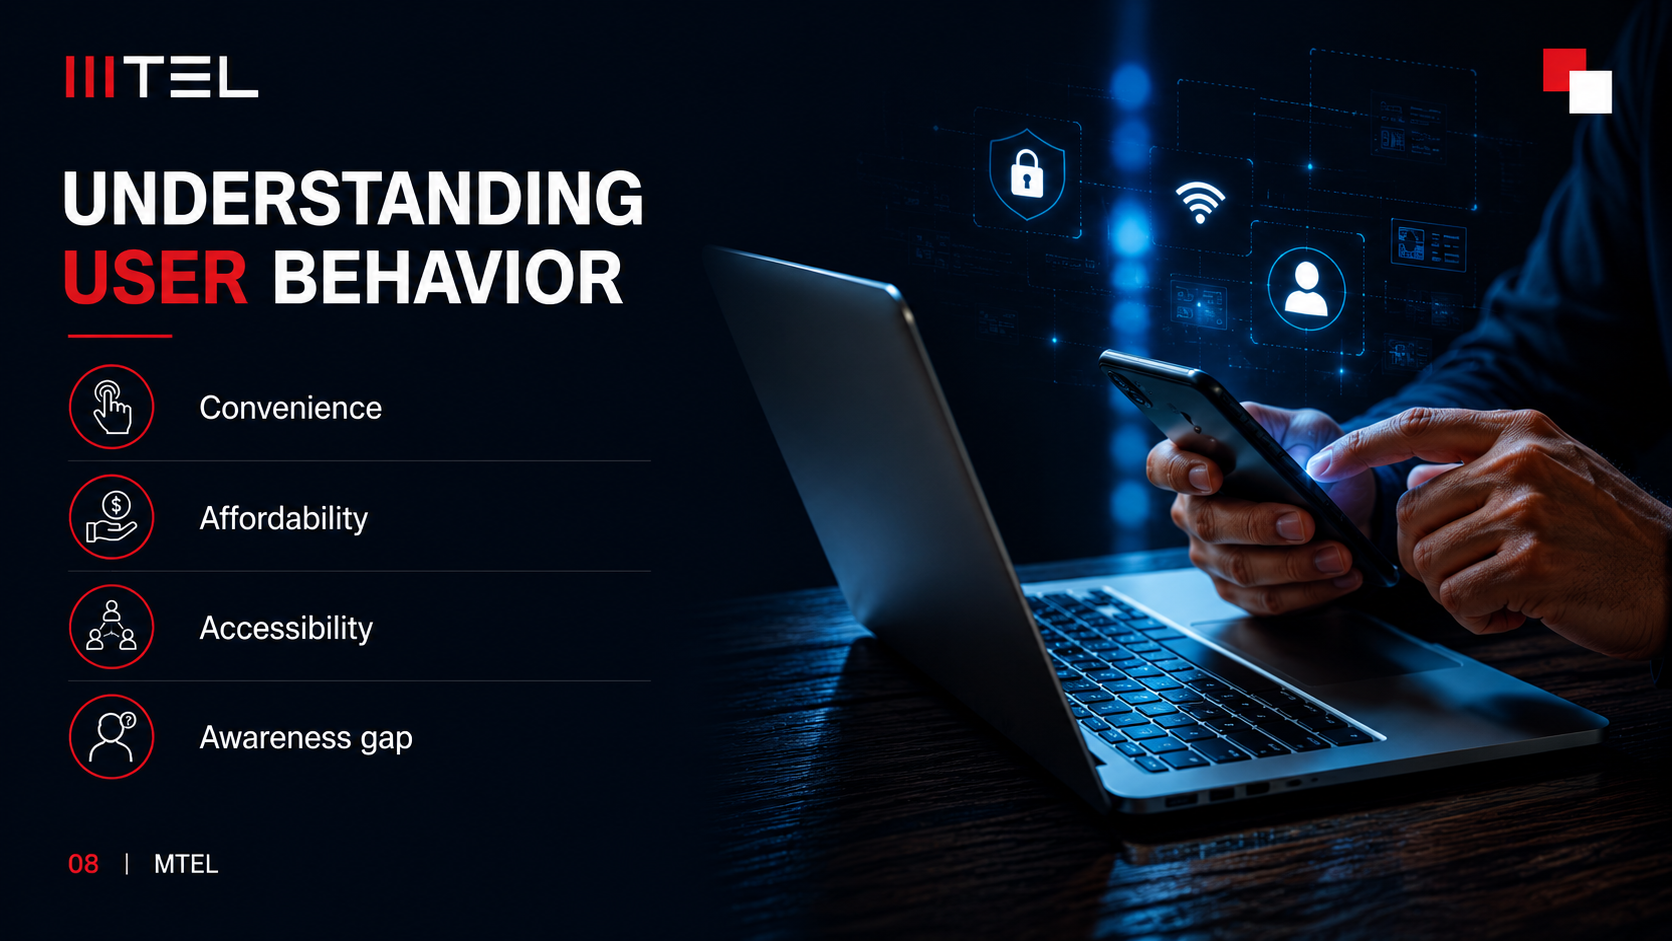 MTEL
UNDERSTANDING
USER BEHAVIOR
Convenience
$
Affordability
Accessibility
?
Awareness gap
08 | MTEL